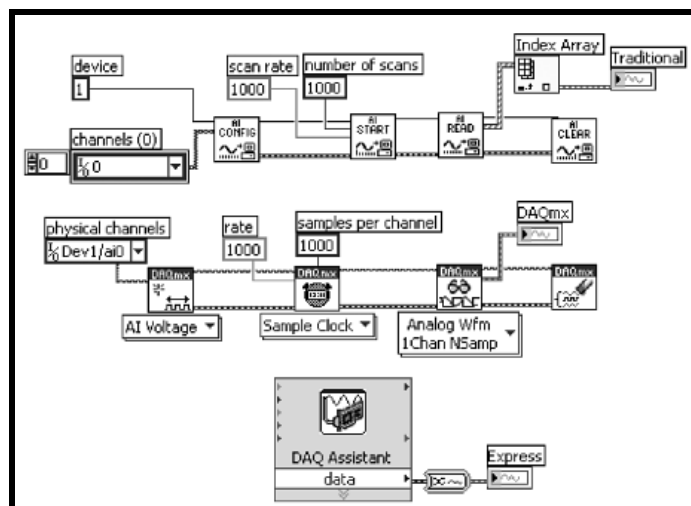 Index Array
Traditional
device
1
scan rate
1000
number of scans
1000
channels (0)
0
I/O 0
AI CONFIG
AI START
AI READ
AI CLEAR
physical channels
I/O Dev1/ai0
rate
1000
samples per channel
1000
DAQmx
DAQmx
DAQmx
DAQmx
DAQmx
AI Voltage
Sample Clock
Analog Wfm
1Chan NSamp
DAQ Assistant
data
Express